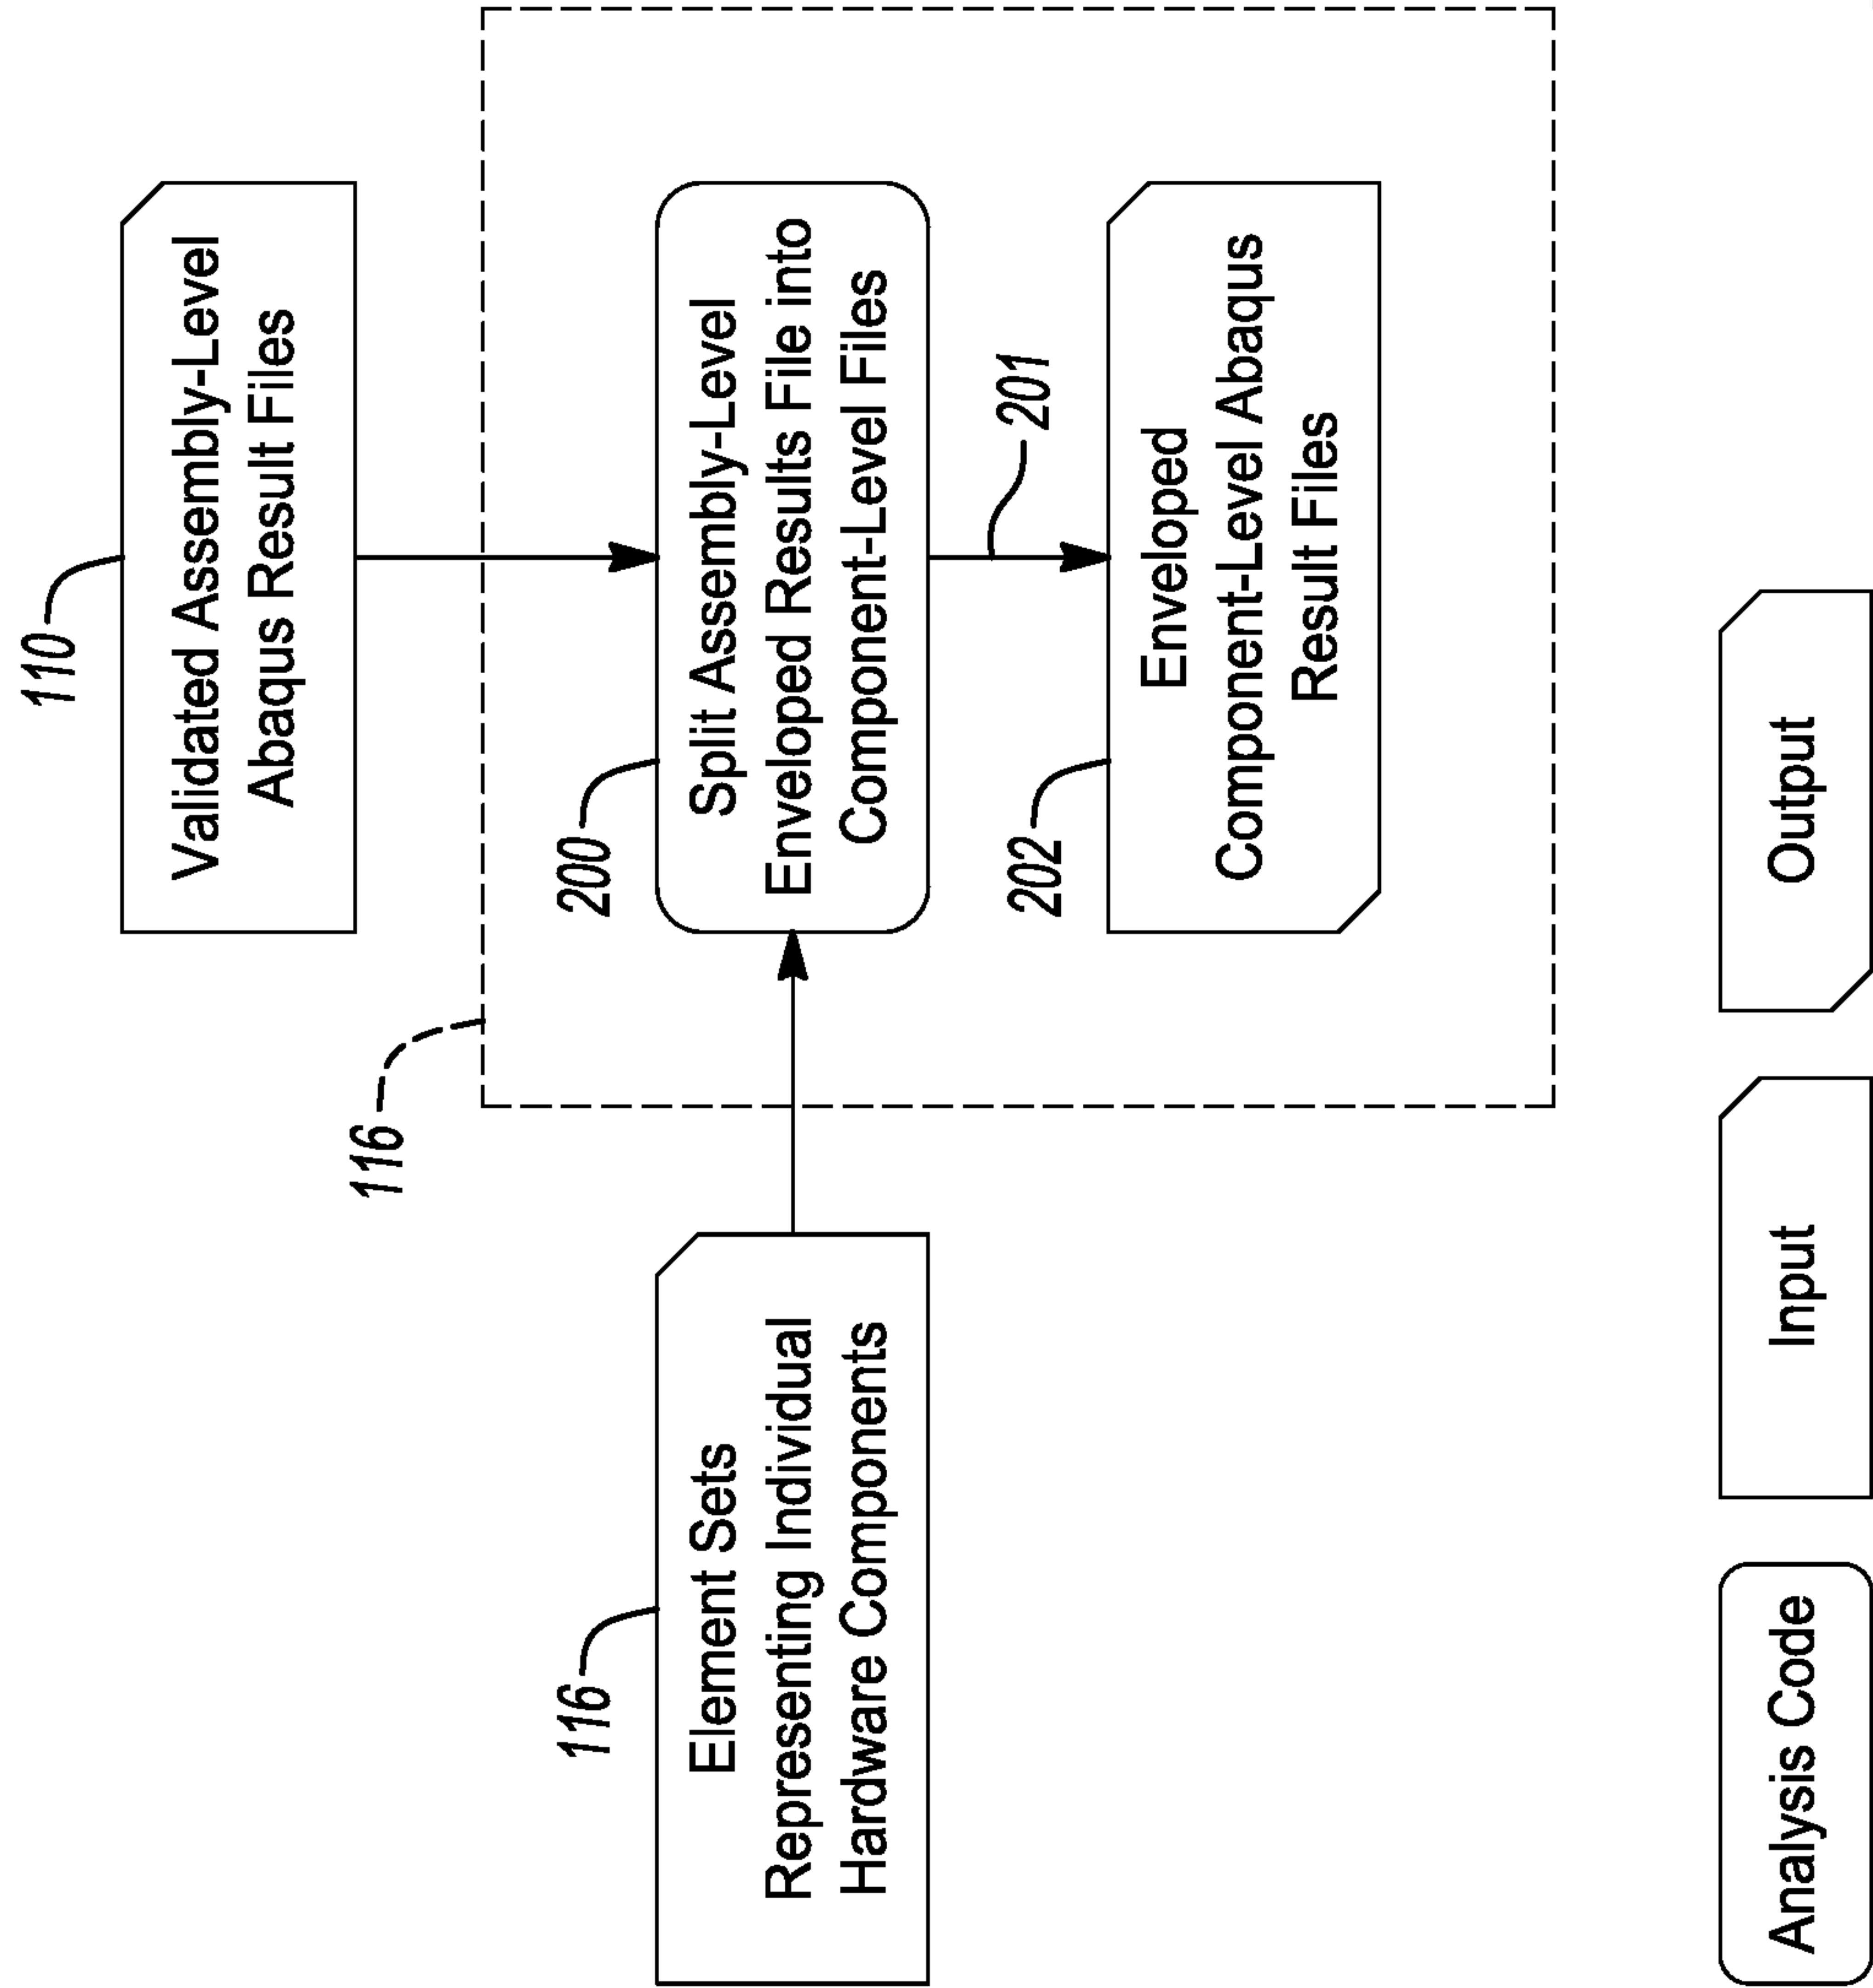 110
Validated Assembly-Level
Abaqus Result Files
116
116
Element Sets
Representing Individual
Hardware Components
200
Split Assembly-Level
Enveloped Results File into
Component-Level Files
201
202
Enveloped
Component-Level Abaqus
Result Files
Analysis Code
Input
Output